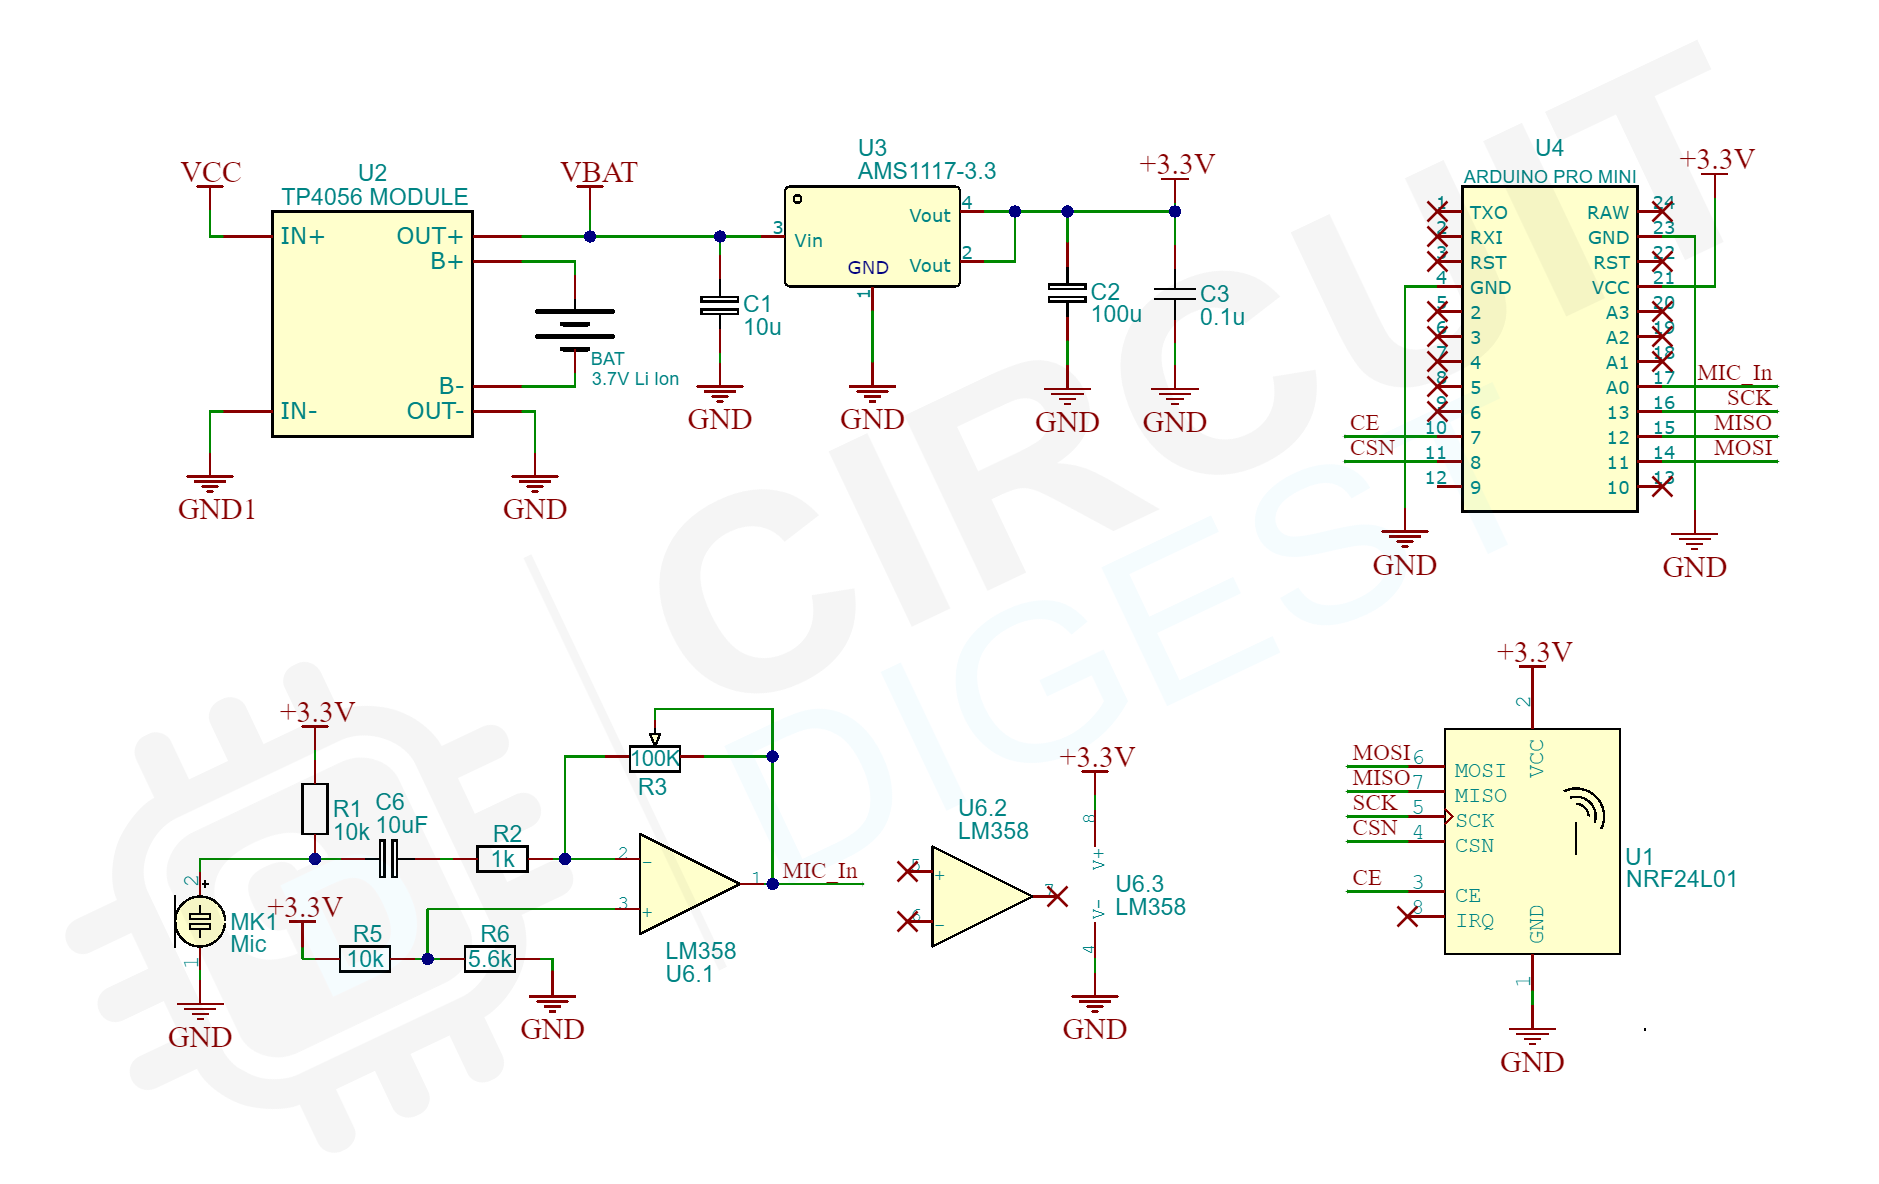 VCC
U2
TP4056 MODULE
IN+
OUT+
B+
B-
IN-
OUT-
GND1
GND
VBAT
BAT
3.7V Li Ion
C1
10u
GND
U3
AMS1117-3.3
3
Vin
Vout
4
Vout
2
GND
1
GND
+3.3V
C2
100u
GND
C3
0.1u
GND
U4
ARDUINO PRO MINI
+3.3V
1
TXO
RAW
24
2
RXI
GND
23
3
RST
RST
22
4
GND
VCC
21
5
2
A3
20
6
3
A2
19
7
4
A1
18
8
5
A0
17
MIC_In
9
6
13
16
SCK
CE
10
7
12
15
MISO
CSN
11
8
11
14
MOSI
12
9
10
13
GND
GND
CIRCUIT
DIGEST
+3.3V
R1
10k
C6
10uF
R2
1k
100K
R3
2
MK1
Mic
1
GND
+3.3V
R5
10k
R6
5.6k
GND
2
-
3
+
1
MIC_In
LM358
U6.1
U6.2
LM358
5
+
6
-
7
+3.3V
8
V+
U6.3
LM358
V-
4
GND
+3.3V
2
VCC
MOSI
6
MOSI
MISO
7
MISO
SCK
5
SCK
CSN
4
CSN
CE
3
CE
8
IRQ
GND
1
U1
NRF24L01
GND